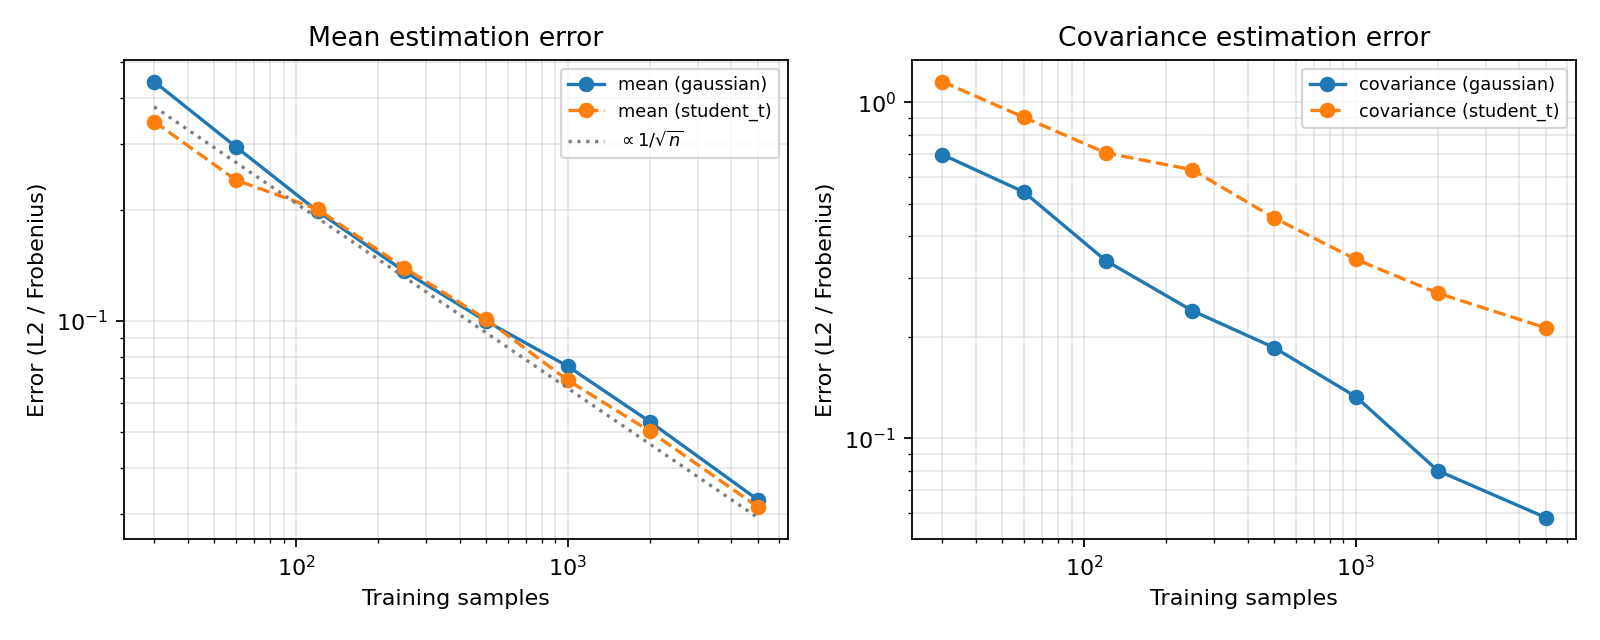 Mean estimation error
mean (gaussian)
mean (student_t)
∝ 1/√n
Error (L2 / Frobenius)
10⁻¹
10²
10³
Training samples
Covariance estimation error
covariance (gaussian)
covariance (student_t)
Error (L2 / Frobenius)
10⁰
10⁻¹
10²
10³
Training samples